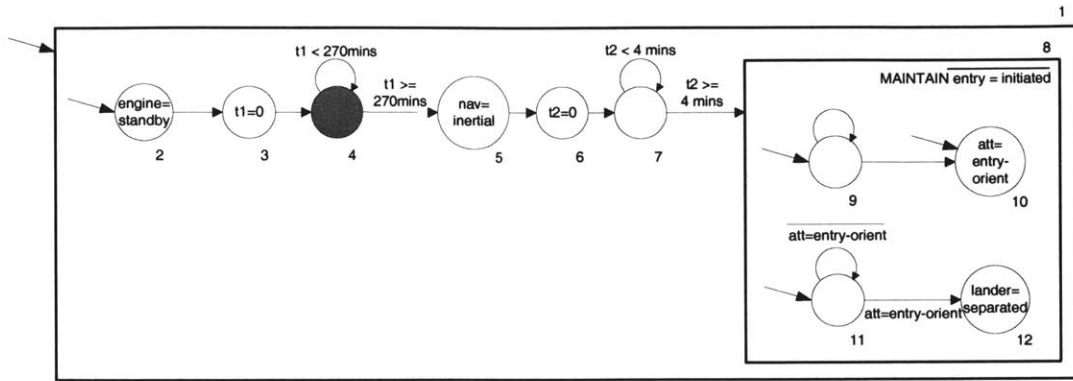 1
t1 < 270mins
t2 < 4 mins
8
MAINTAIN entry = initiated
t1 >=
270mins
t2 >=
4 mins
engine=
standby
t1=0
nav=
inertial
t2=0
att=
entry-
orient
2
3
4
5
6
7
9
10
att=entry-orient
lander=
separated
att=entry-orient
11
12